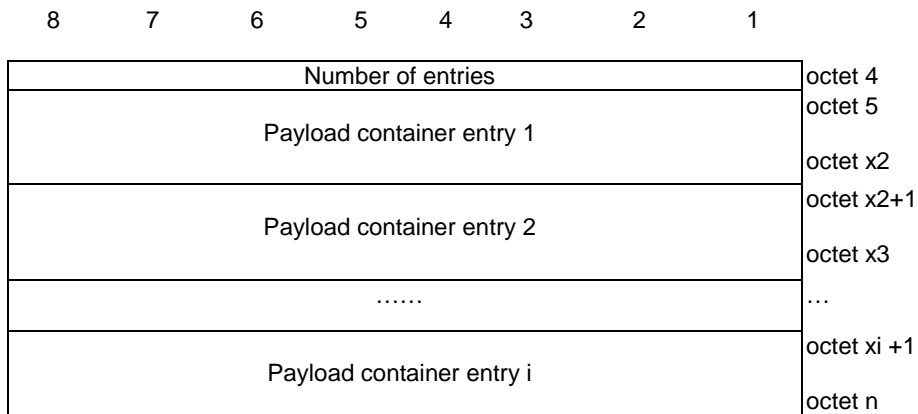 8 7 6 5 4 3 2 1
Number of entries octet 4
octet 5
Payload container entry 1
octet x2
octet x2+1
Payload container entry 2
octet x3
…… …
octet xi +1
Payload container entry i
octet n